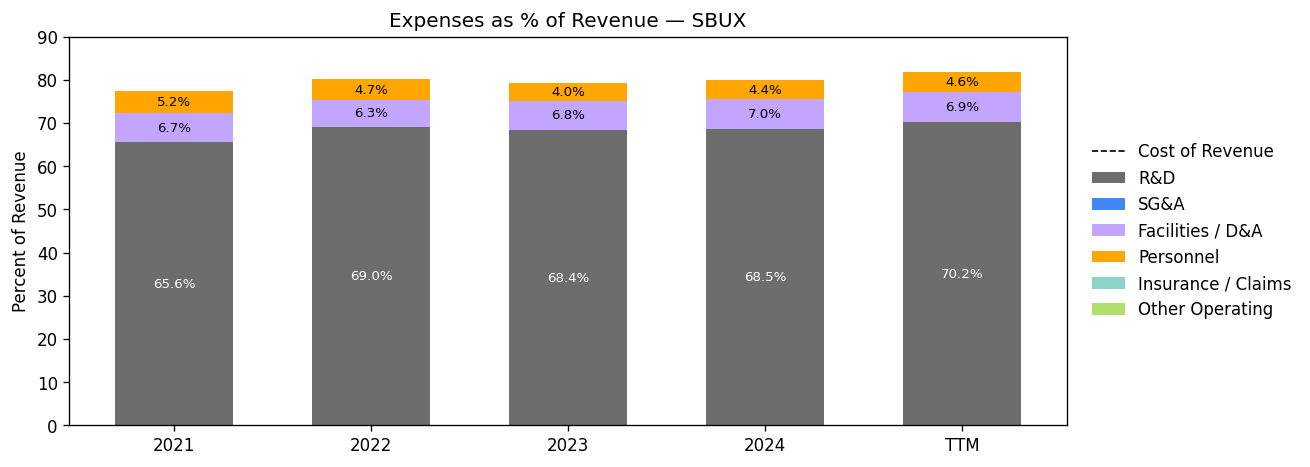 Expenses as % of Revenue — SBUX
Percent of Revenue
90
80
70
60
50
40
30
20
10
0
5.2%
4.7%
4.0%
4.4%
4.6%
6.7%
6.3%
6.8%
7.0%
6.9%
65.6%
69.0%
68.4%
68.5%
70.2%
2021
2022
2023
2024
TTM
Cost of Revenue
R&D
SG&A
Facilities / D&A
Personnel
Insurance / Claims
Other Operating